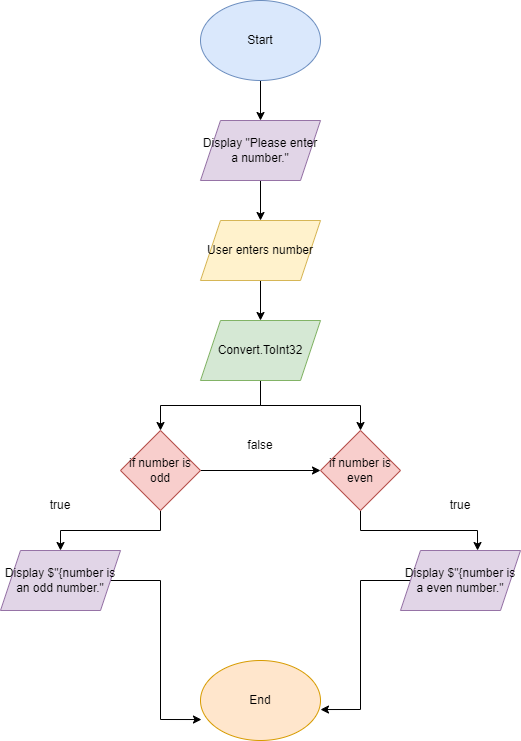 Start
Display "Please enter
a number."
User enters number
Convert.ToInt32
if number is
odd
false
if number is
even
true
true
Display $"{number is
an odd number."
Display $"{number is
a even number."
End